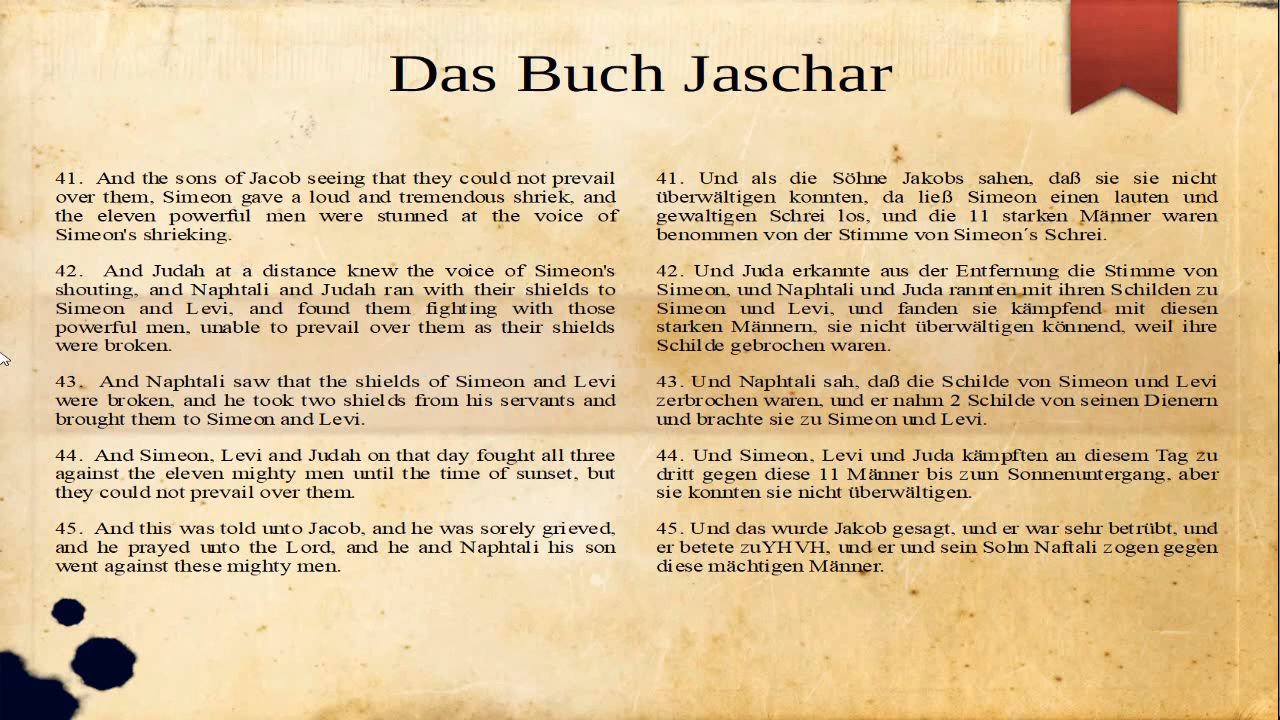 Das Buch Jaschar
41. And the sons of Jacob seeing that they could not prevail
over them, Simeon gave a loud and tremendous shriek, and
the eleven powerful men were stunned at the voice of
Simeon's shrieking.
42. And Judah at a distance knew the voice of Simeon's
shouting, and Naphtali and Judah ran with their shields to
Simeon and Levi, and found them fighting with those
powerful men, unable to prevail over them as their shields
were broken.
43. And Naphtali saw that the shields of Simeon and Levi
were broken, and he took two shields from his servants and
brought them to Simeon and Levi.
44. And Simeon, Levi and Judah on that day fought all three
against the eleven mighty men until the time of sunset, but
they could not prevail over them.
45. And this was told unto Jacob, and he was sorely grieved,
and he prayed unto the Lord, and he and Naphtali his son
went against these mighty men.
41. Und als die Söhne Jakobs sahen, daß sie sie nicht
überwältigen konnten, da ließ Simeon einen lauten und
gewaltigen Schrei los, und die 11 starken Männer waren
benommen von der Stimme von Simeon´s Schrei.
42. Und Juda erkannte aus der Entfernung die Stimme von
Simeon, und Naphtali und Juda rannten mit ihren Schilden zu
Simeon und Levi, und fanden sie kämpfend mit diesen
starken Männern, sie nicht überwältigen könnend, weil ihre
Schilde gebrochen waren.
43. Und Naphtali sah, daß die Schilde von Simeon und Levi
zerbrochen waren, und er nahm 2 Schilde von seinen Dienern
und brachte sie zu Simeon und Levi.
44. Und Simeon, Levi und Juda kämpften an diesem Tag zu
dritt gegen diese 11 Männer bis zum Sonnenuntergang, aber
sie konnten sie nicht überwältigen.
45. Und das wurde Jakob gesagt, und er war sehr betrübt, und
er betete zuYHVH, und er und sein Sohn Naftali zogen gegen
diese mächtigen Männer.